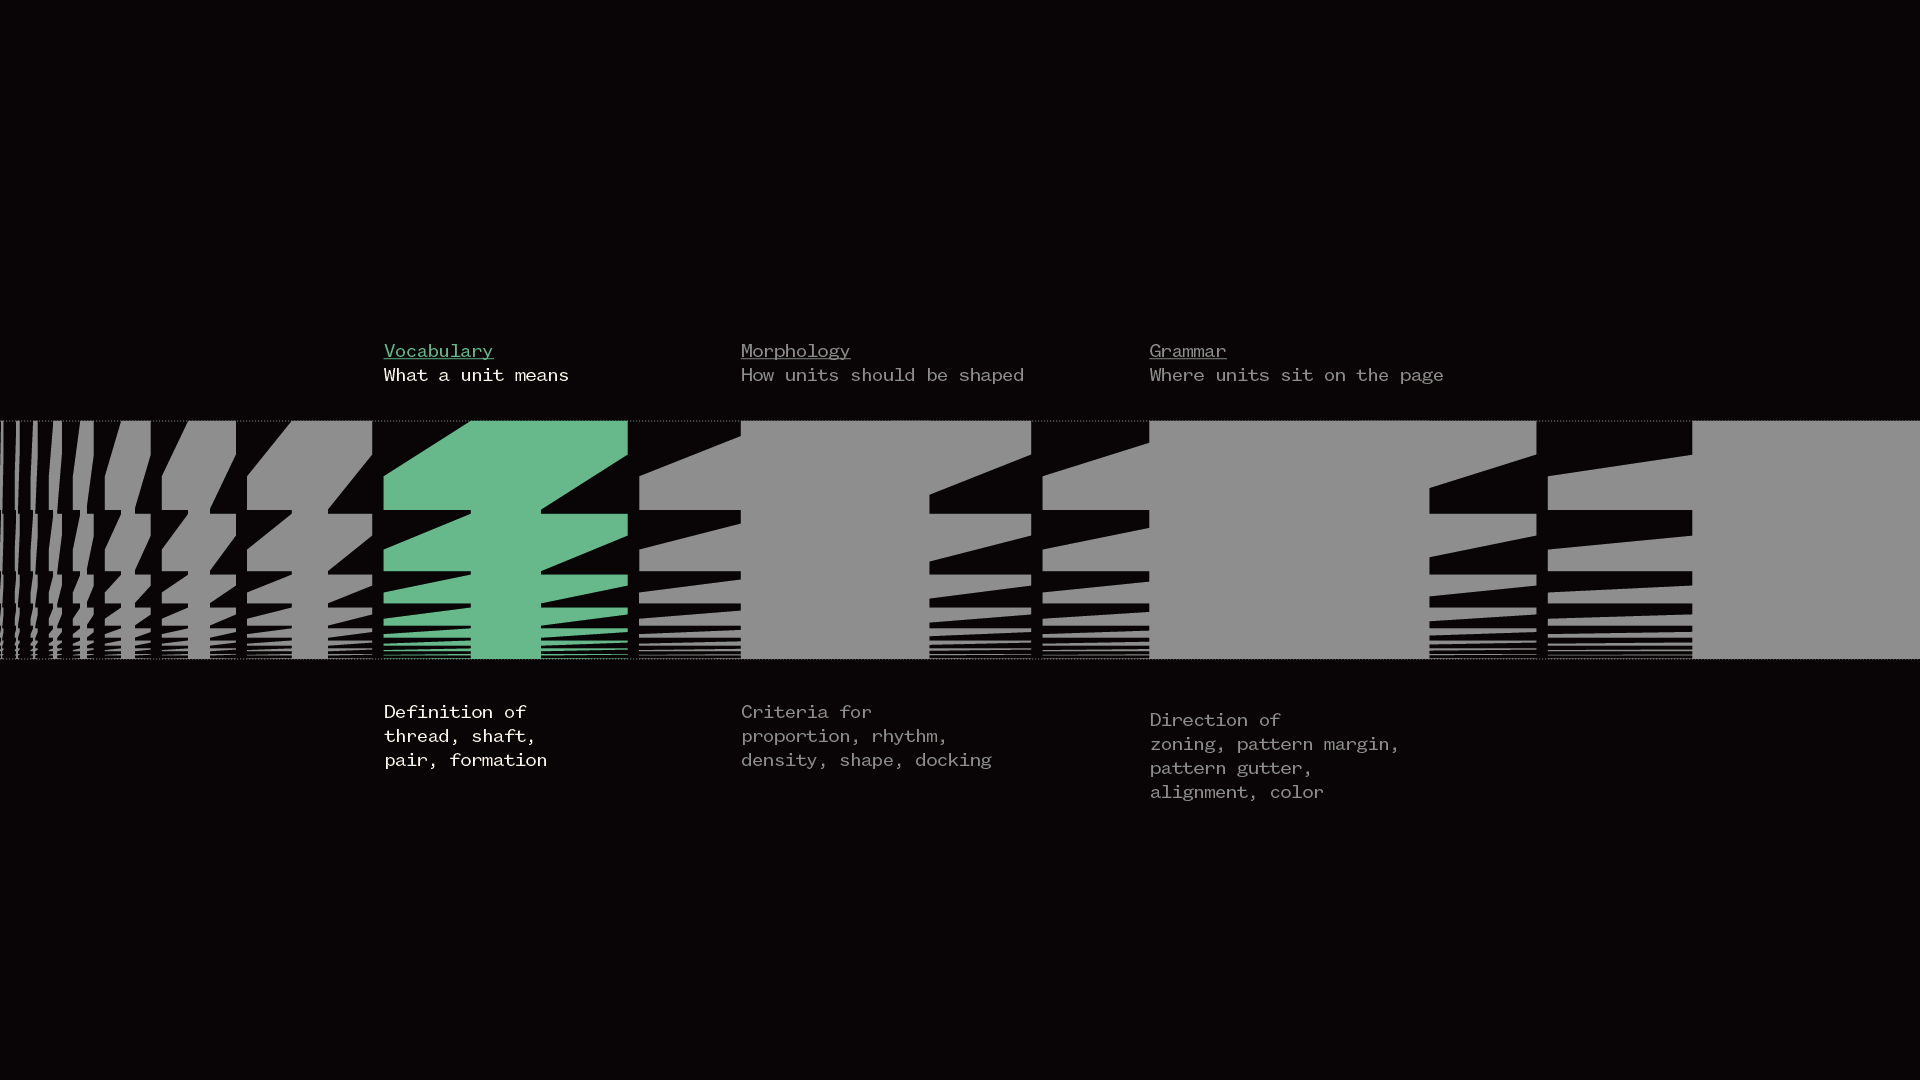 Vocabulary
What a unit means
Morphology
How units should be shaped
Grammar
Where units sit on the page
Definition of
thread, shaft,
pair, formation
Criteria for
proportion, rhythm,
density, shape, docking
Direction of
zoning, pattern margin,
pattern gutter,
alignment, color